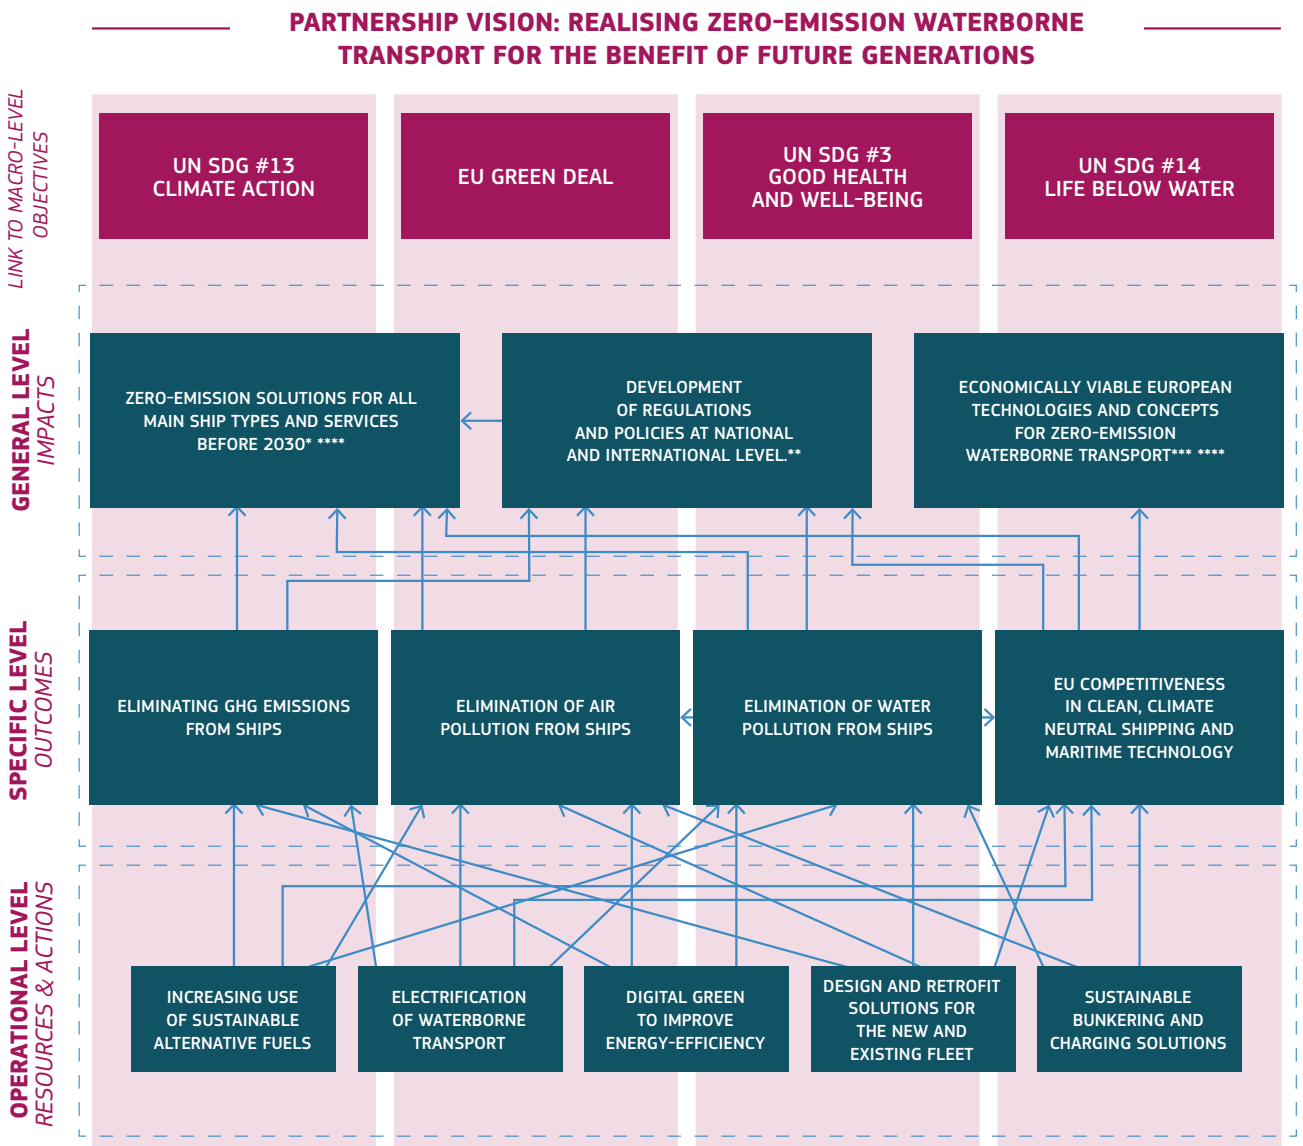 PARTNERSHIP VISION: REALISING ZERO-EMISSION WATERBORNE
TRANSPORT FOR THE BENEFIT OF FUTURE GENERATIONS
LINK TO MACRO-LEVEL
OBJECTIVES
UN SDG #13
CLIMATE ACTION
EU GREEN DEAL
UN SDG #3
GOOD HEALTH
AND WELL-BEING
UN SDG #14
LIFE BELOW WATER
GENERAL LEVEL
IMPACTS
ZERO-EMISSION SOLUTIONS FOR ALL
MAIN SHIP TYPES AND SERVICES
BEFORE 2030* ****
DEVELOPMENT
OF REGULATIONS
AND POLICIES AT NATIONAL
AND INTERNATIONAL LEVEL.**
ECONOMICALLY VIABLE EUROPEAN
TECHNOLOGIES AND CONCEPTS
FOR ZERO-EMISSION
WATERBORNE TRANSPORT*** ****
SPECIFIC LEVEL
OUTCOMES
ELIMINATING GHG EMISSIONS
FROM SHIPS
ELIMINATION OF AIR
POLLUTION FROM SHIPS
ELIMINATION OF WATER
POLLUTION FROM SHIPS
EU COMPETITIVENESS
IN CLEAN, CLIMATE
NEUTRAL SHIPPING AND
MARITIME TECHNOLOGY
OPERATIONAL LEVEL
RESOURCES & ACTIONS
INCREASING USE
OF SUSTAINABLE
ALTERNATIVE FUELS
ELECTRIFICATION
OF WATERBORNE
TRANSPORT
DIGITAL GREEN
TO IMPROVE
ENERGY-EFFICIENCY
DESIGN AND RETROFIT
SOLUTIONS FOR
THE NEW AND
EXISTING FLEET
SUSTAINABLE
BUNKERING AND
CHARGING SOLUTIONS